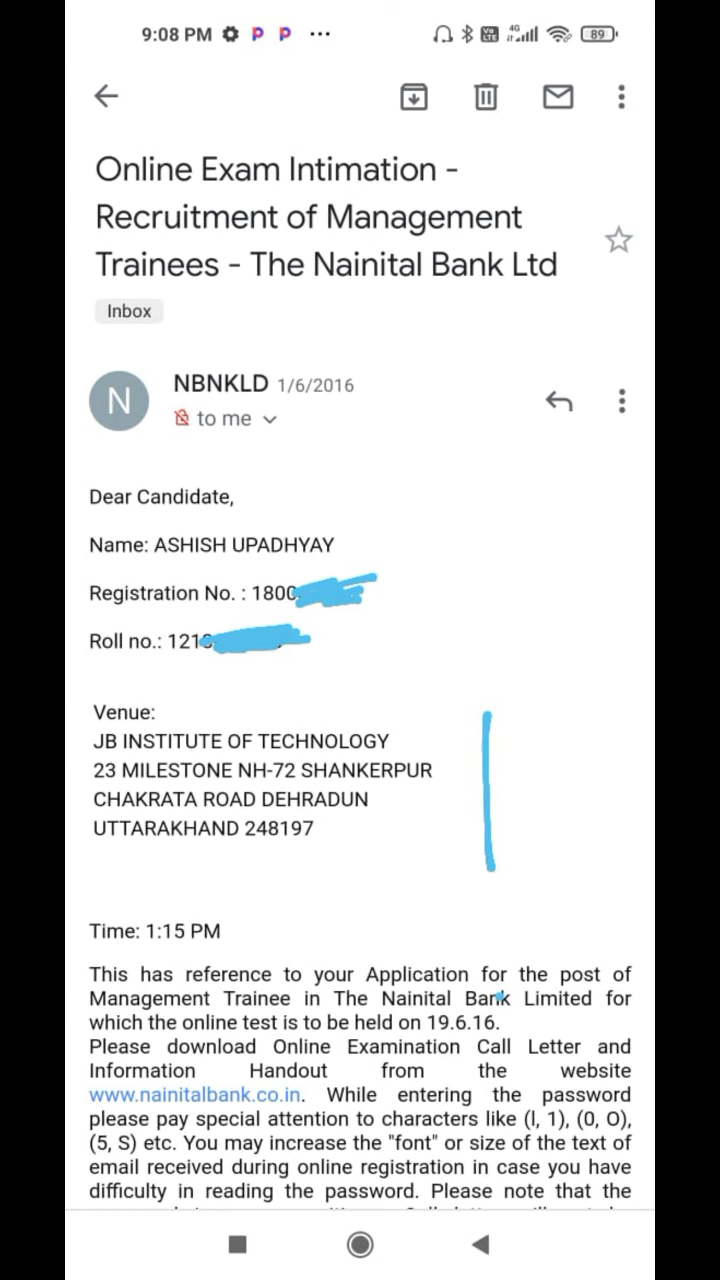 9:08 PM
4G
Vo LTE
89
Online Exam Intimation -
Recruitment of Management
Trainees - The Nainital Bank Ltd
Inbox
N
NBNKLD 1/6/2016
to me
Dear Candidate,
Name: ASHISH UPADHYAY
Registration No. : 1800
Roll no.: 121
Venue:
JB INSTITUTE OF TECHNOLOGY
23 MILESTONE NH-72 SHANKERPUR
CHAKRATA ROAD DEHRADUN
UTTARAKHAND 248197
Time: 1:15 PM
This has reference to your Application for the post of
Management Trainee in The Nainital Bank Limited for
which the online test is to be held on 19.6.16.
Please download Online Examination Call Letter and
Information Handout from the website
www.nainitalbank.co.in. While entering the password
please pay special attention to characters like (l, 1), (0, O),
(5, S) etc. You may increase the "font" or size of the text of
email received during online registration in case you have
difficulty in reading the password. Please note that the